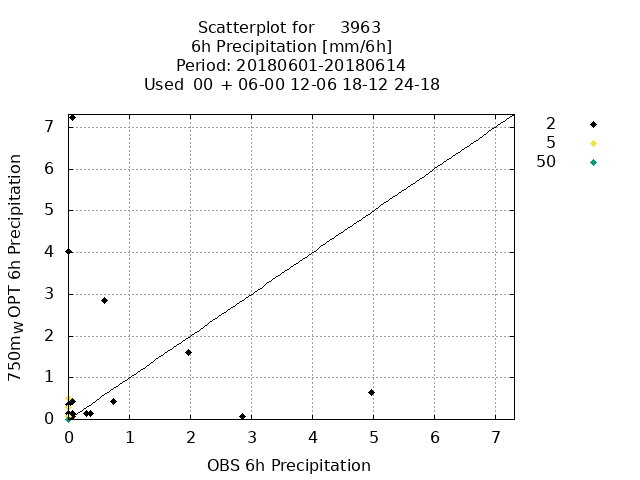 Scatterplot for 3963
6h Precipitation [mm/6h]
Period: 20180601-20180614
Used 00 + 06-00 12-06 18-12 24-18
2
5
50
7
6
5
4
3
2
1
0
750mw OPT 6h Precipitation
0 1 2 3 4 5 6 7
OBS 6h Precipitation